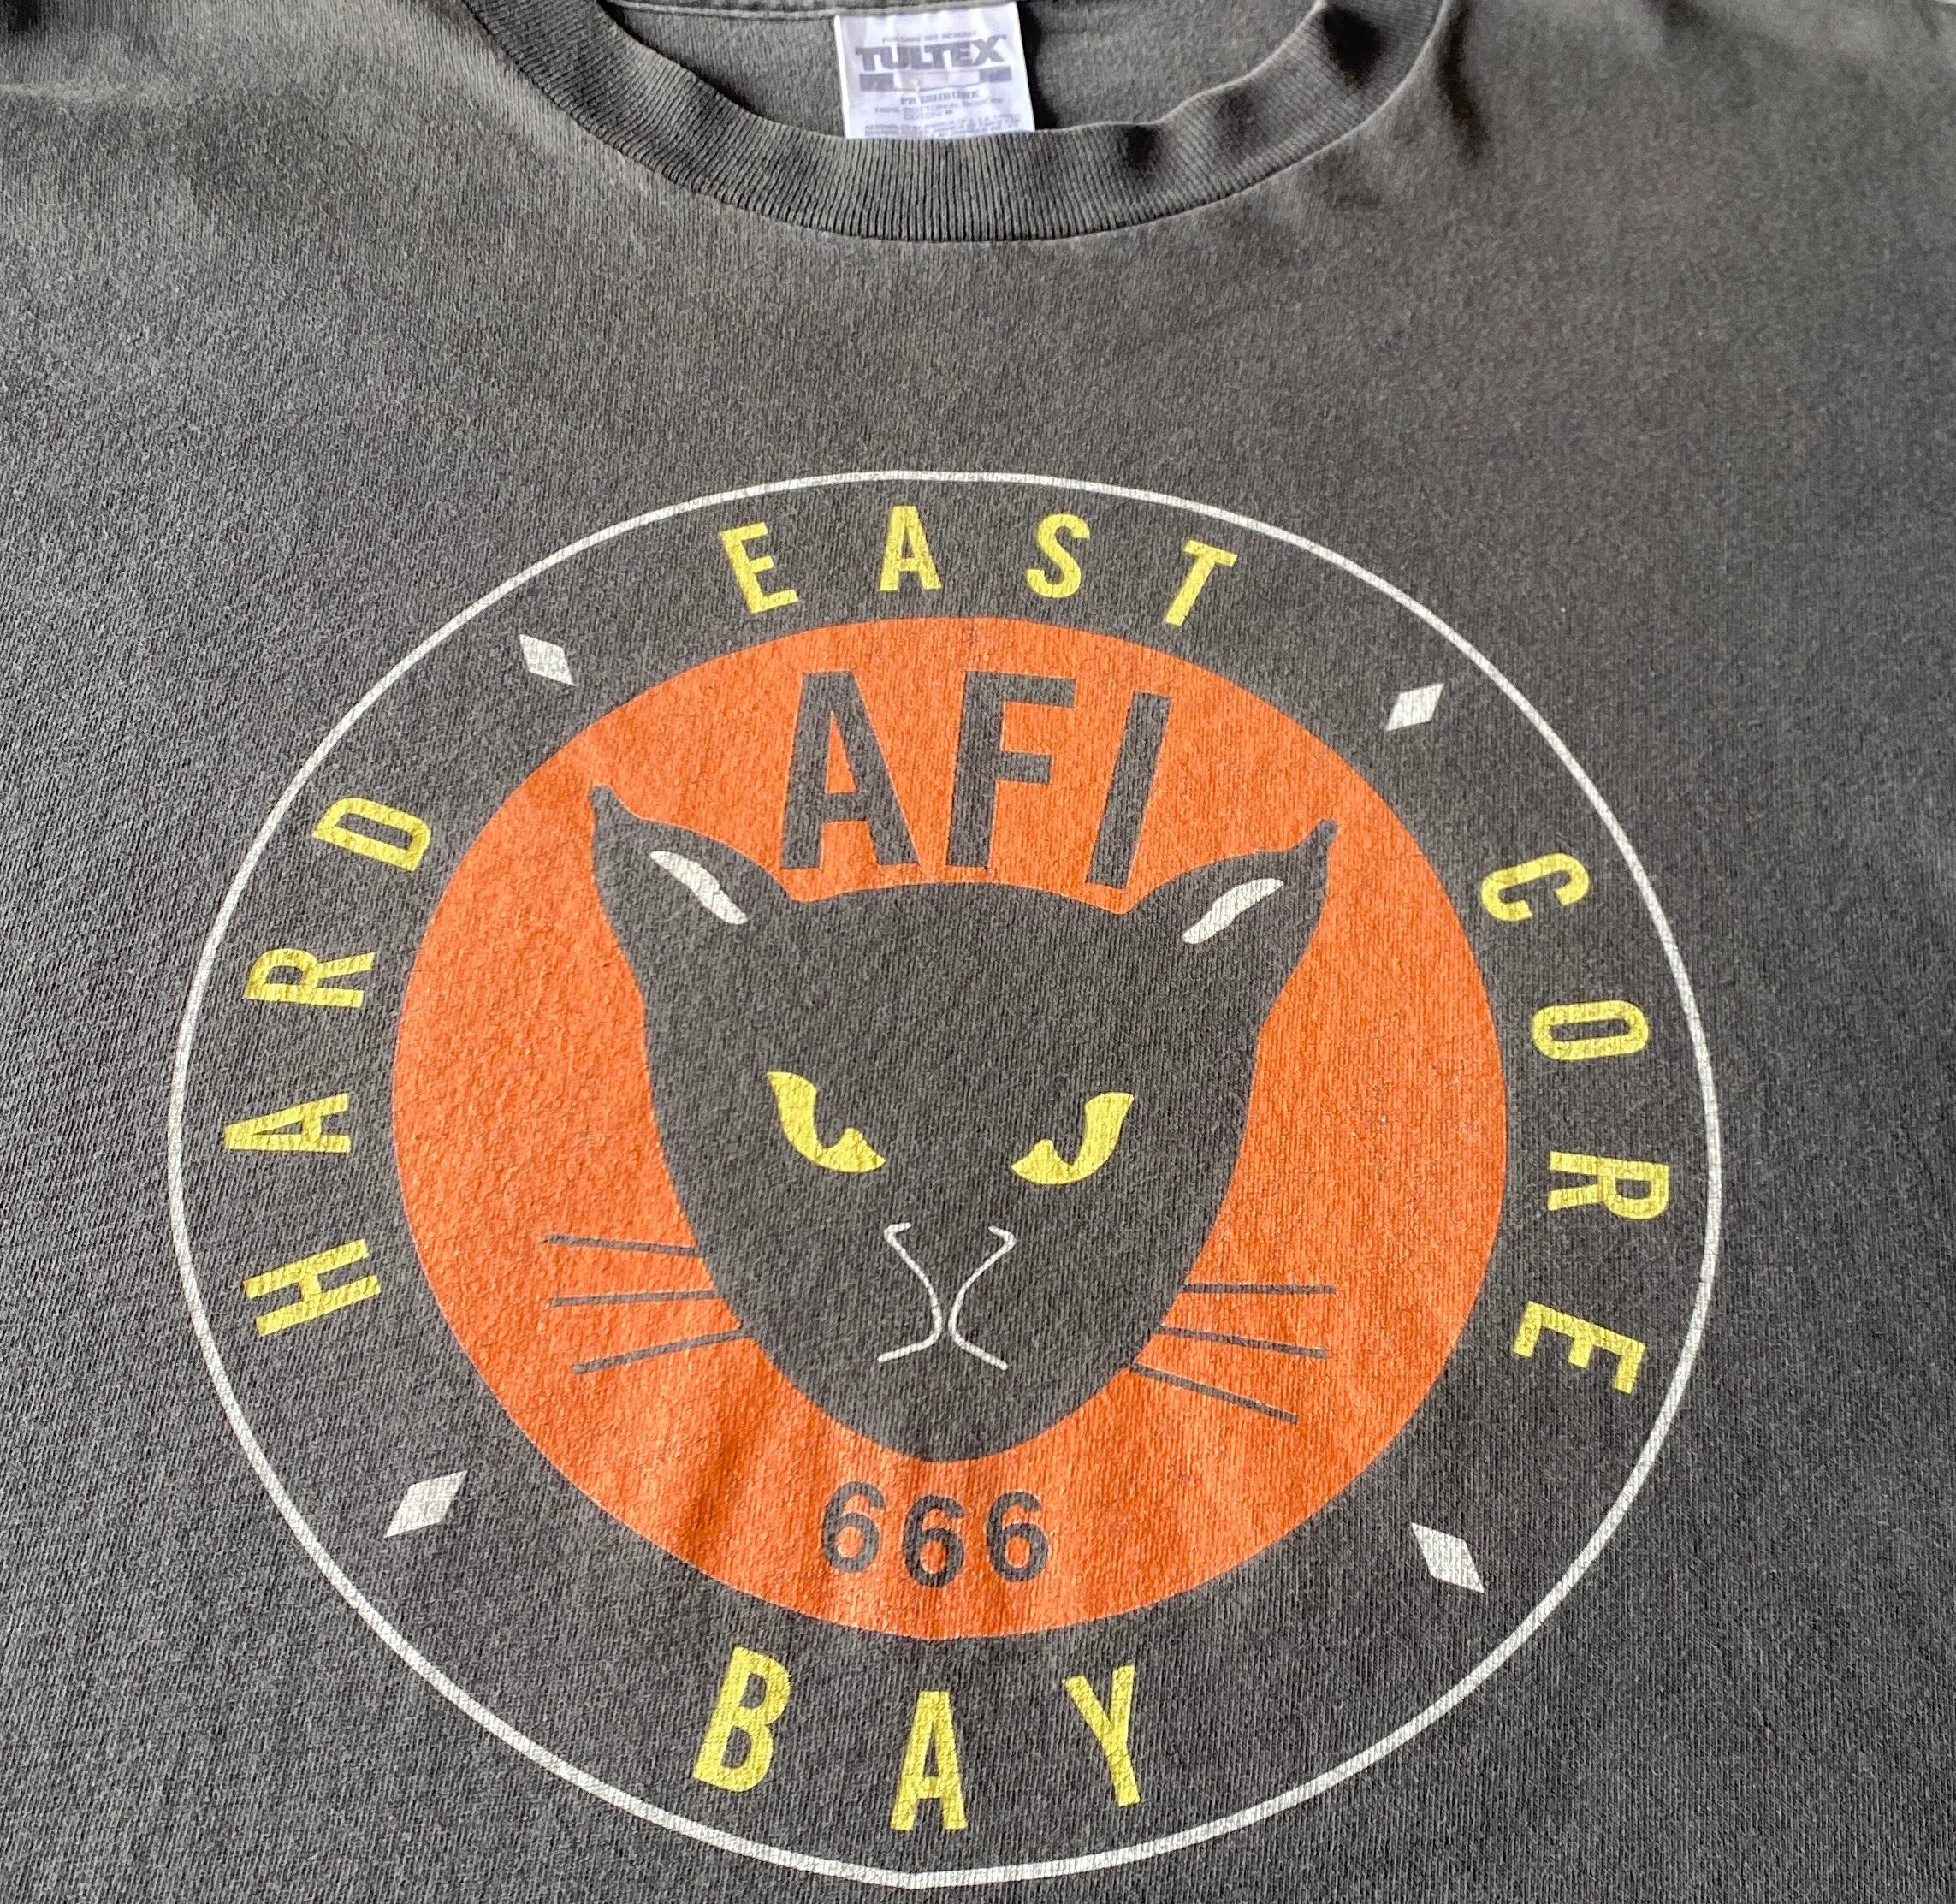 TULTEX
EAST
HARD
CORE
AFI
666
BAY